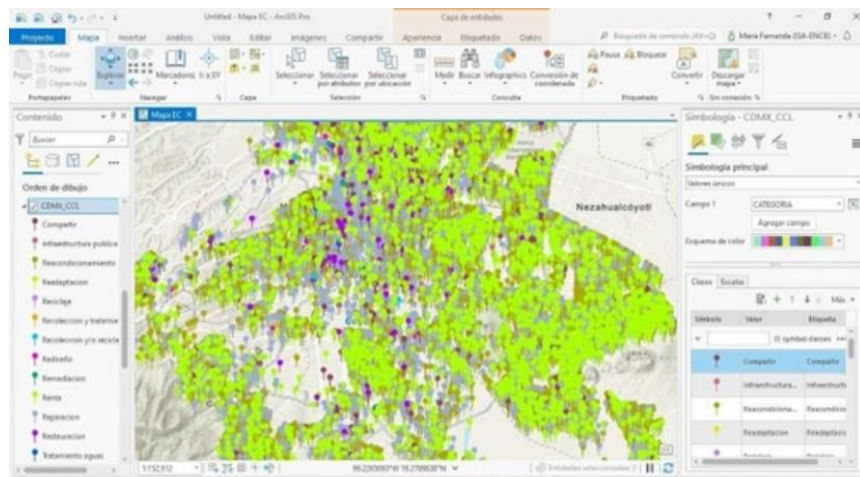 Untitled - Mapa EC - ArcGIS Pro
Capa de entidades
Proyecto Mapa Insertar Análisis Vista Editar Imágenes Compartir Apariencia Etiquetado Datos
Maria Fernanda (ISA-ENCB)
Pegar
Cortar
Copiar
Copiar ruta
Explorar
Marcadores
Ir a XY
Seleccionar
Seleccionar por atributos
Seleccionar por ubicación
Medir
Buscar
Infographics
Conversión de coordenada
Pausa
Bloquear
Convertir
Descargar mapa
Portapapeles
Navegar
Capa
Selección
Consulta
Etiquetado
Sin conexión
Contenido
Mapa EC
Simbología - CDMX_CCL
Buscar
Orden de dibujo
CDMX_CCL
Compartir
Infraestructura publica
Reacondicionamiento
Readaptacion
Reciclaje
Recoleccion y tratamie
Recoleccion y/o recicla
Rediseño
Remediacion
Renta
Reparacion
Restauracion
Tratamiento aguas
Nezahualcóyotl
Simbología principal
Valores únicos
Campo 1
CATEGORIA
Agregar campo
Esquema de color
Clases
Escalas
Más
Símbolo
Valor
Etiqueta
Compartir
Compartir
Infraestructura...
Infraestructu
Reacondiciona...
Reacondicio
Readaptacion
Readaptacio
1:152,912
Entidades seleccionadas: 0